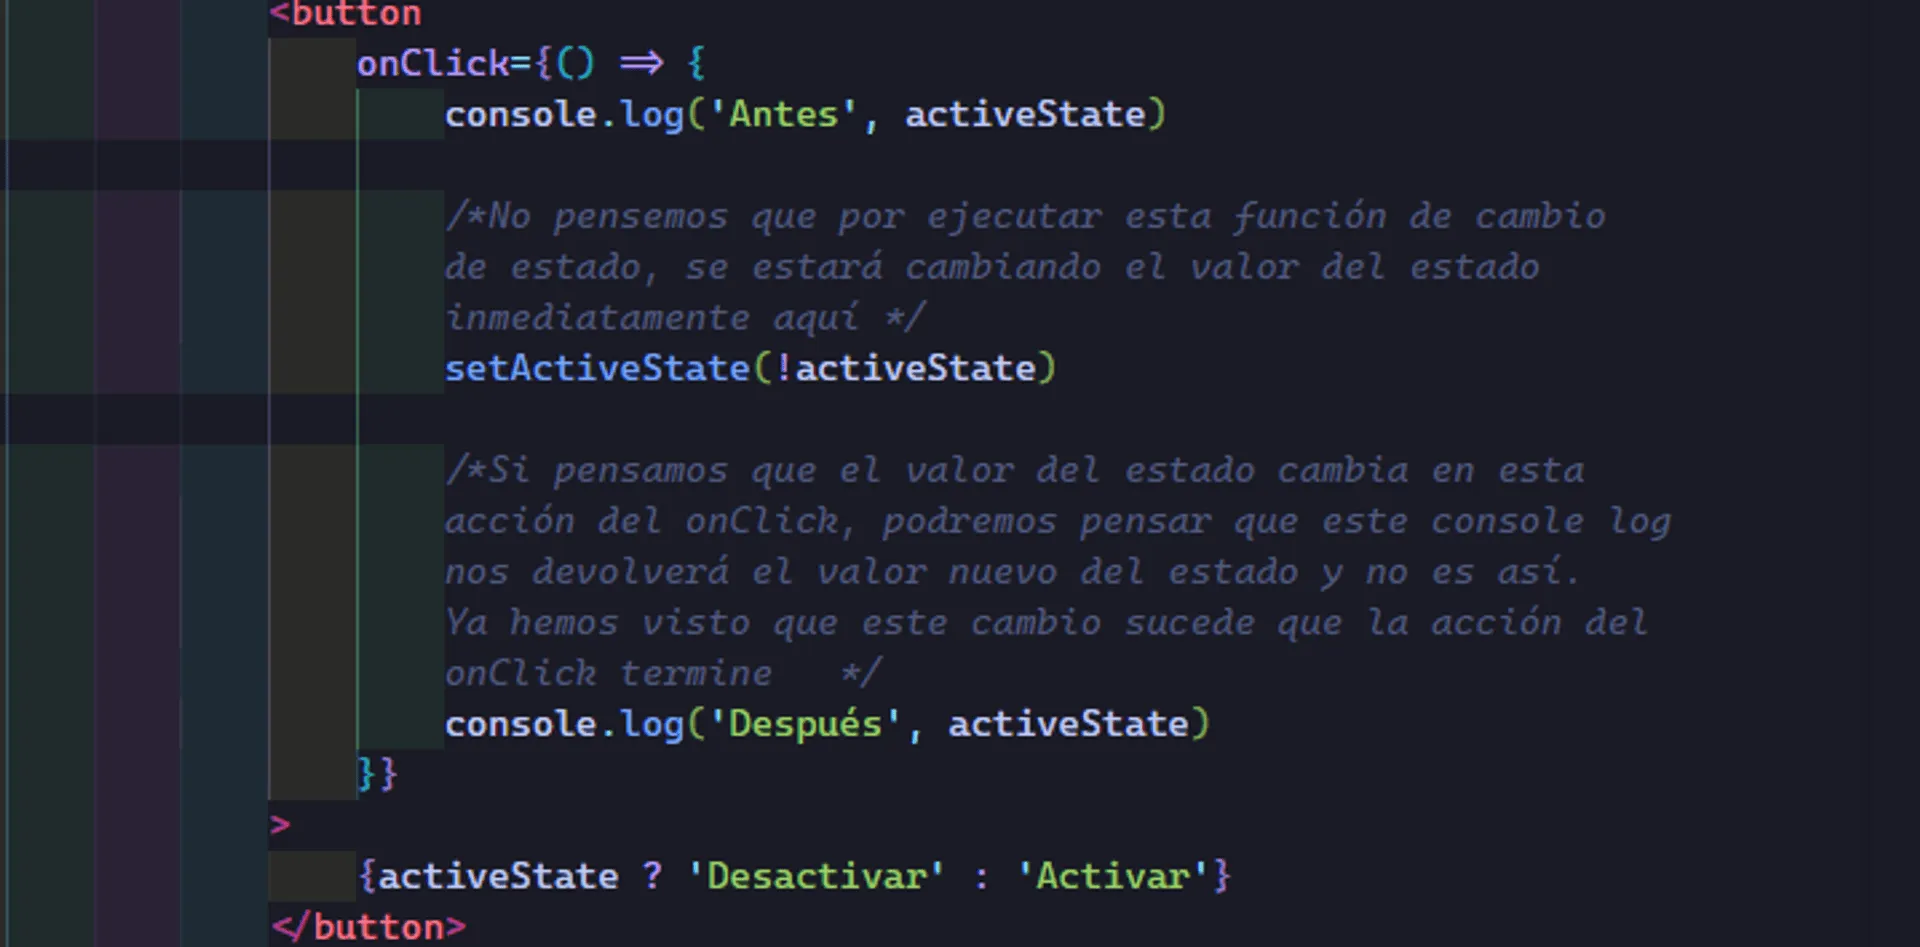 <button
onClick={() => {
console.log('Antes', activeState)
/*No pensemos que por ejecutar esta función de cambio
de estado, se estará cambiando el valor del estado
inmediatamente aquí */
setActiveState(!activeState)
/*Si pensamos que el valor del estado cambia en esta
acción del onClick, podremos pensar que este console log
nos devolverá el valor nuevo del estado y no es así.
Ya hemos visto que este cambio sucede que la acción del
onClick termine   */
console.log('Después', activeState)
}}
>
{activeState ? 'Desactivar' : 'Activar'}
</button>